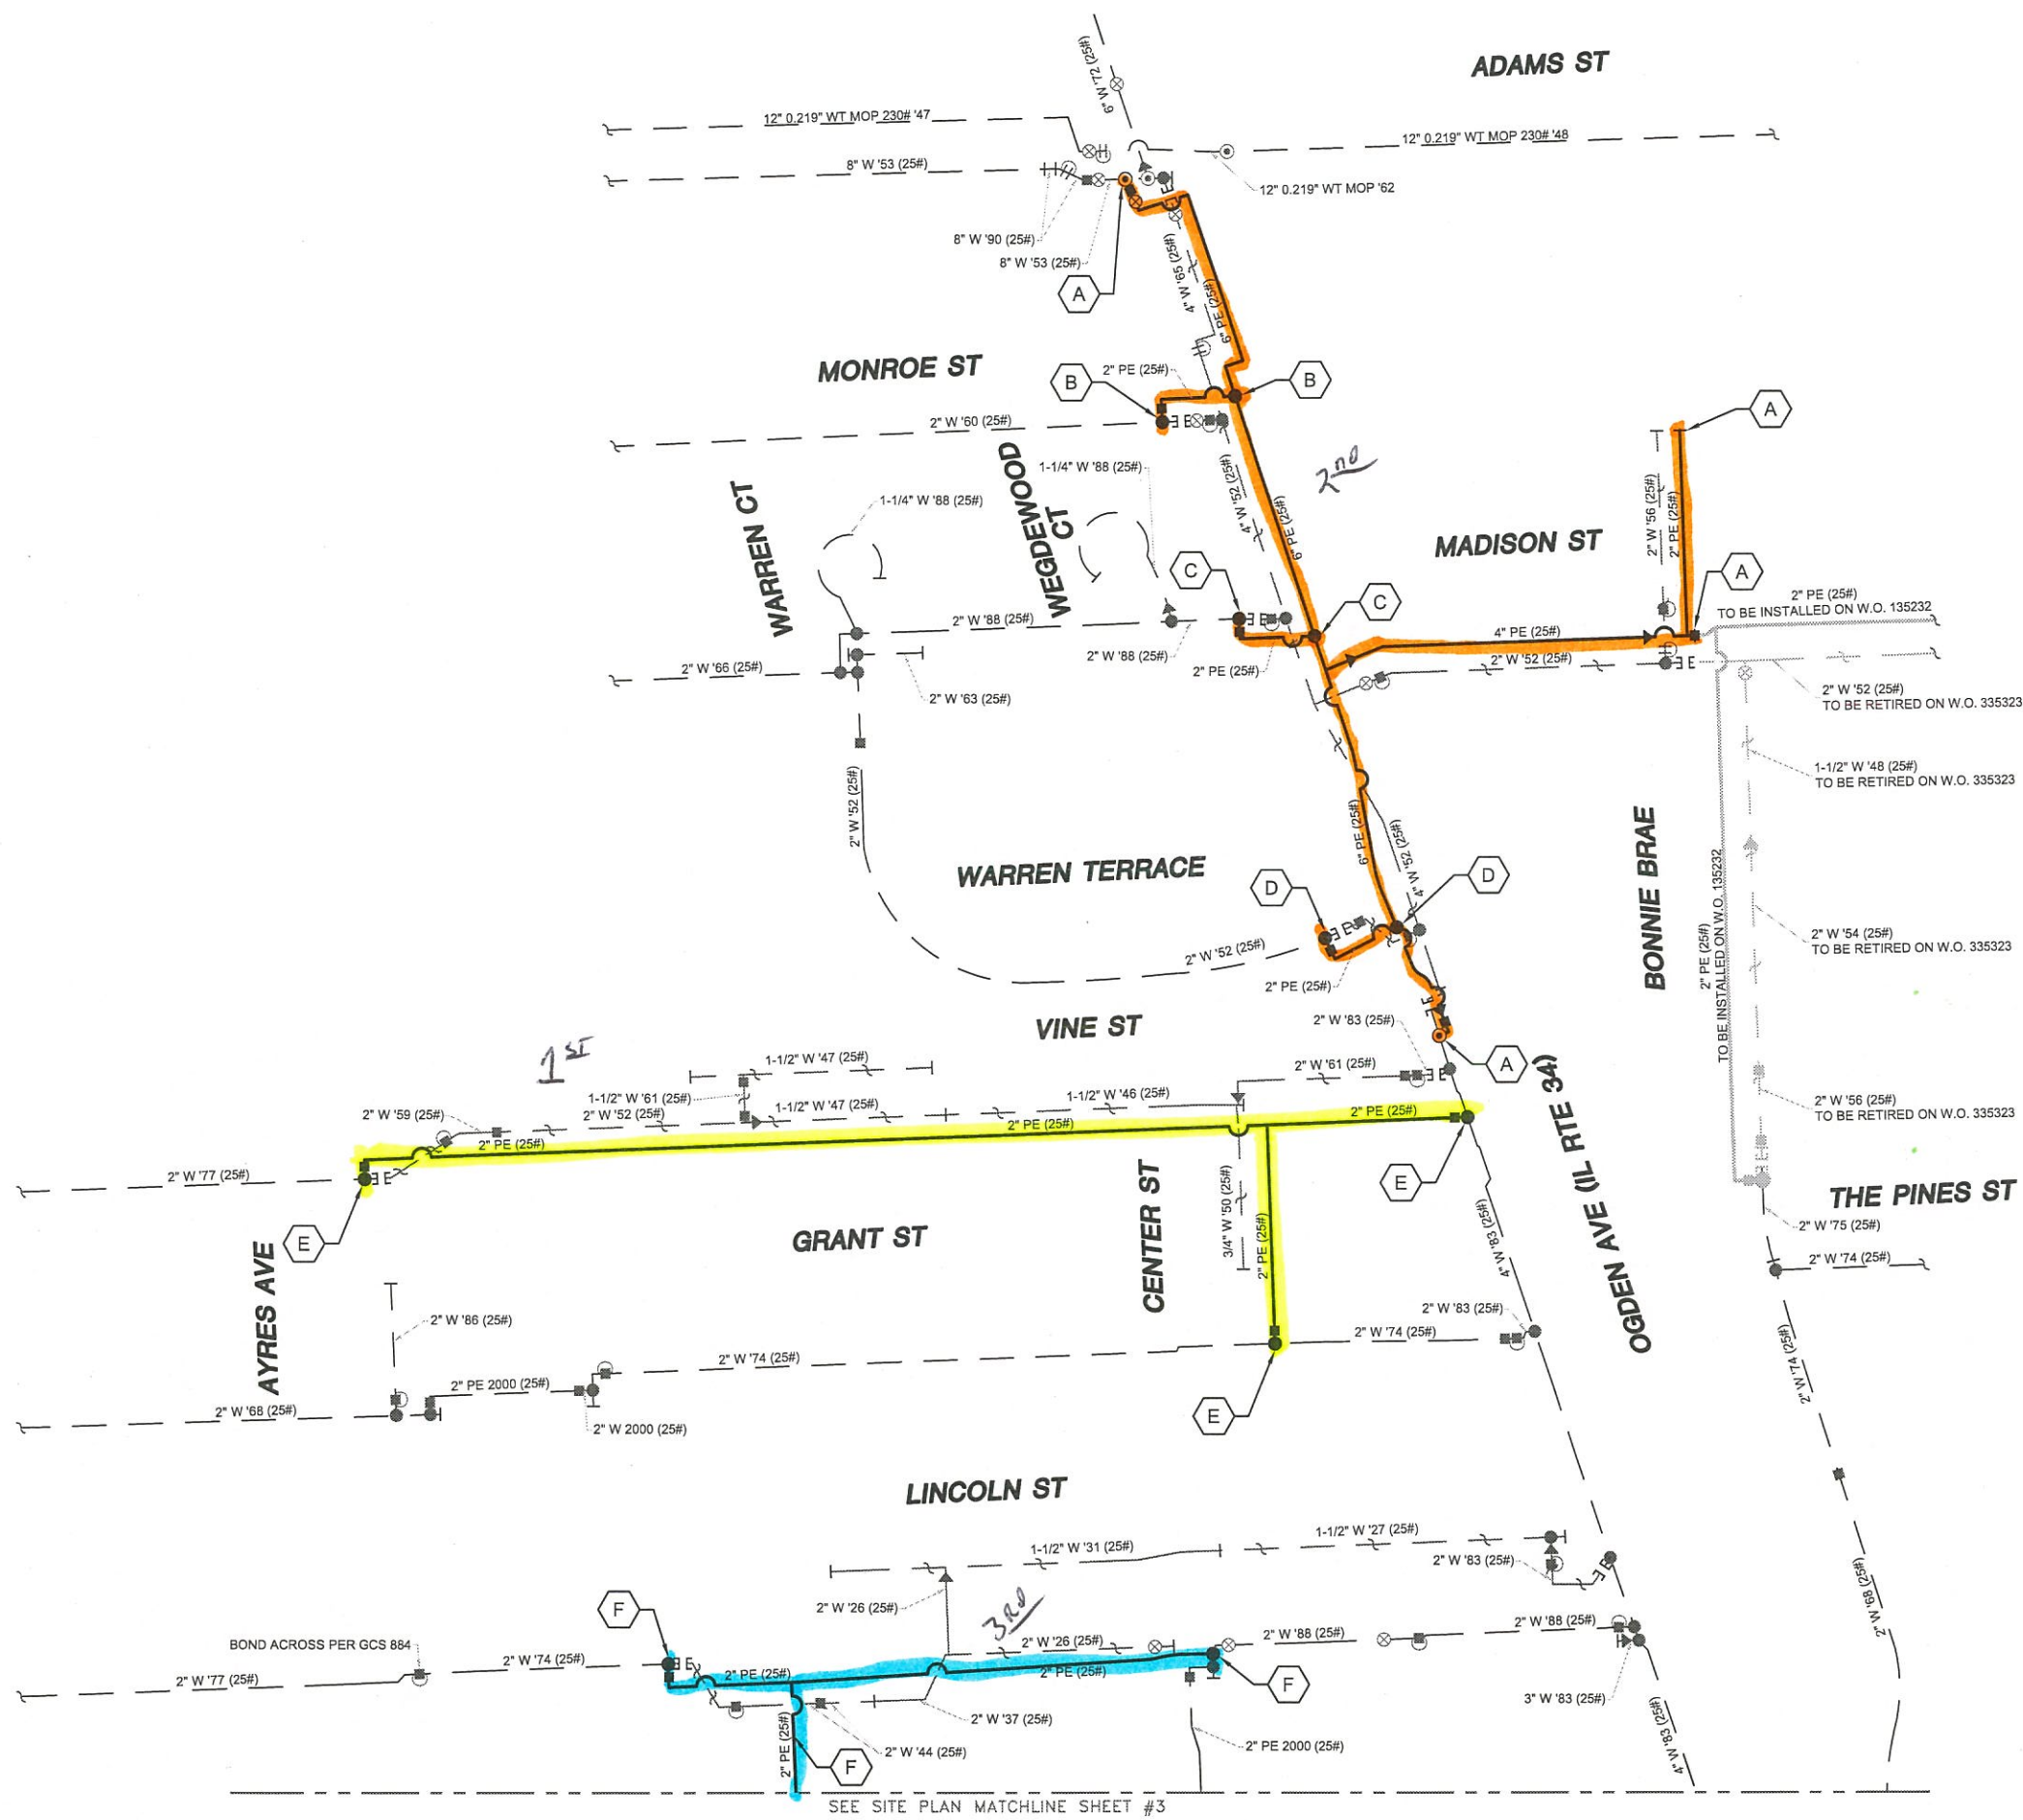 ADAMS ST
6" W '72 (25#)
12" 0.219" WT MOP 230# '47
12" 0.219" WT MOP 230# '48
8" W '53 (25#)
12" 0.219" WT MOP '62
8" W '90 (25#)
8" W '53 (25#)
A
4" W '65 (25#)
6" PE (25#)
MONROE ST
2" PE (25#)
B
B
A
2" W '60 (25#)
2nd
1-1/4" W '88 (25#)
4" W '52 (25#)
6" PE (25#)
WARREN CT
1-1/4" W '88 (25#)
WEGDEWOOD
CT
MADISON ST
2" W '56 (25#)
2" PE (25#)
C
C
A
2" PE (25#)
TO BE INSTALLED ON W.O. 135232
2" W '88 (25#)
4" PE (25#)
2" W '88 (25#)
2" PE (25#)
2" W '52 (25#)
2" W '66 (25#)
2" W '63 (25#)
2" W '52 (25#)
TO BE RETIRED ON W.O. 335323
1-1/2" W '48 (25#)
TO BE RETIRED ON W.O. 335323
2" W '52 (25#)
6" PE (25#)
4" W '52 (25#)
WARREN TERRACE
D
D
BONNIE BRAE
2" PE (25#)
TO BE INSTALLED ON W.O. 135232
2" W '54 (25#)
TO BE RETIRED ON W.O. 335323
2" W '52 (25#)
2" PE (25#)
VINE ST
2" W '83 (25#)
1ST
1-1/2" W '47 (25#)
2" W '61 (25#)
A
OGDEN AVE (IL RTE 34)
1-1/2" W '61 (25#)
1-1/2" W '46 (25#)
2" W '59 (25#)
2" W '52 (25#)
1-1/2" W '47 (25#)
2" PE (25#)
2" PE (25#)
2" PE (25#)
2" W '56 (25#)
TO BE RETIRED ON W.O. 335323
2" W '77 (25#)
E
E
CENTER ST
3/4" W '50 (25#)
2" PE (25#)
4" W '83 (25#)
THE PINES ST
2" W '75 (25#)
GRANT ST
2" W '74 (25#)
AYRES AVE
2" W '86 (25#)
2" W '83 (25#)
2" W '74 (25#)
2" W '74 (25#)
2" PE 2000 (25#)
2" W '74 (25#)
2" W '68 (25#)
2" W 2000 (25#)
E
LINCOLN ST
1-1/2" W '27 (25#)
1-1/2" W '31 (25#)
2" W '83 (25#)
2" W '68 (25#)
F
2" W '26 (25#)
3RD
2" W '88 (25#)
BOND ACROSS PER GCS 884
2" W '26 (25#)
2" W '88 (25#)
2" W '74 (25#)
2" W '77 (25#)
2" PE (25#)
2" PE (25#)
F
3" W '83 (25#)
2" W '37 (25#)
2" PE (25#)
2" W '44 (25#)
2" PE 2000 (25#)
F
4" W '83 (25#)
SEE SITE PLAN MATCHLINE SHEET #3